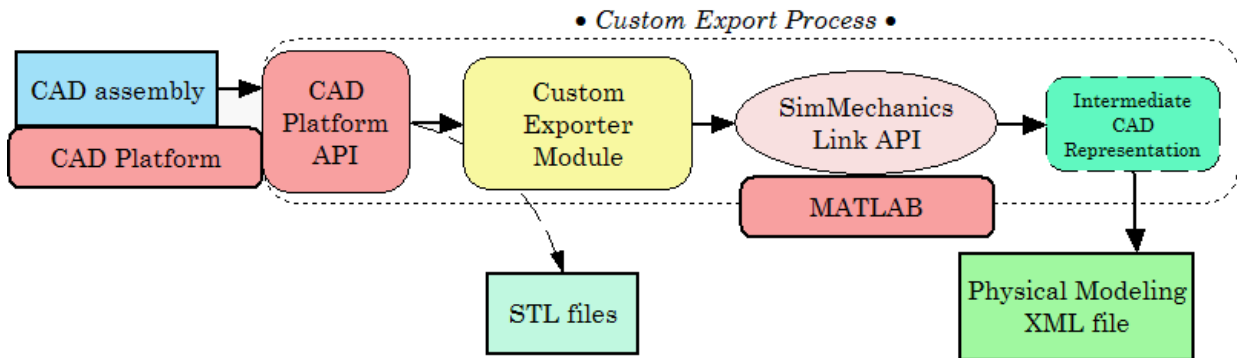 • Custom Export Process •
CAD assembly
CAD Platform
CAD
Platform
API
Custom
Exporter
Module
SimMechanics
Link API
MATLAB
Intermediate
CAD
Representation
STL files
Physical Modeling
XML file